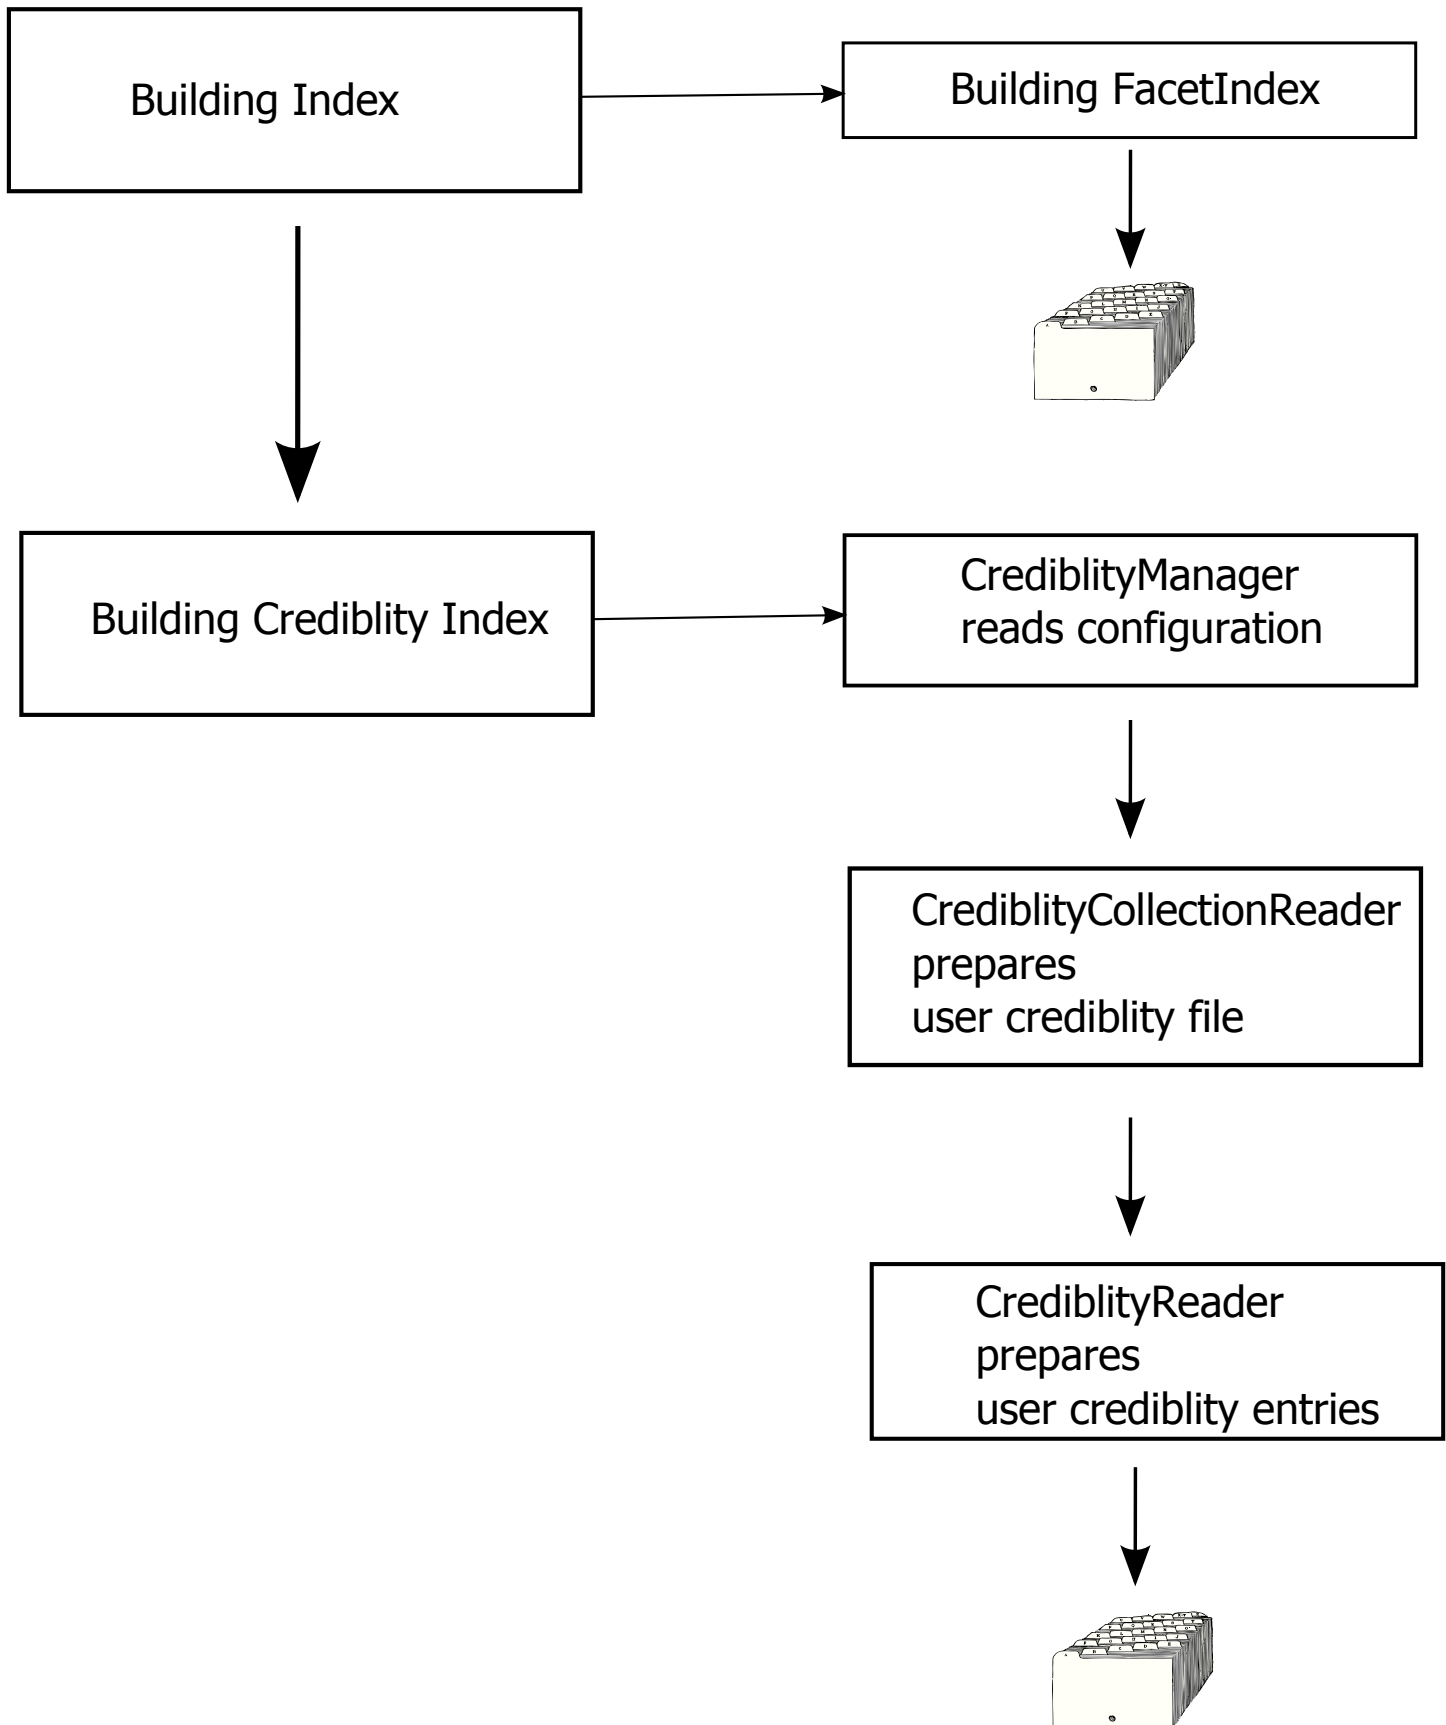 Building Index
Building FacetIndex
Building Crediblity Index
CrediblityManager
reads configuration
CrediblityCollectionReader
prepares
user crediblity file
CrediblityReader
prepares
user crediblity entries